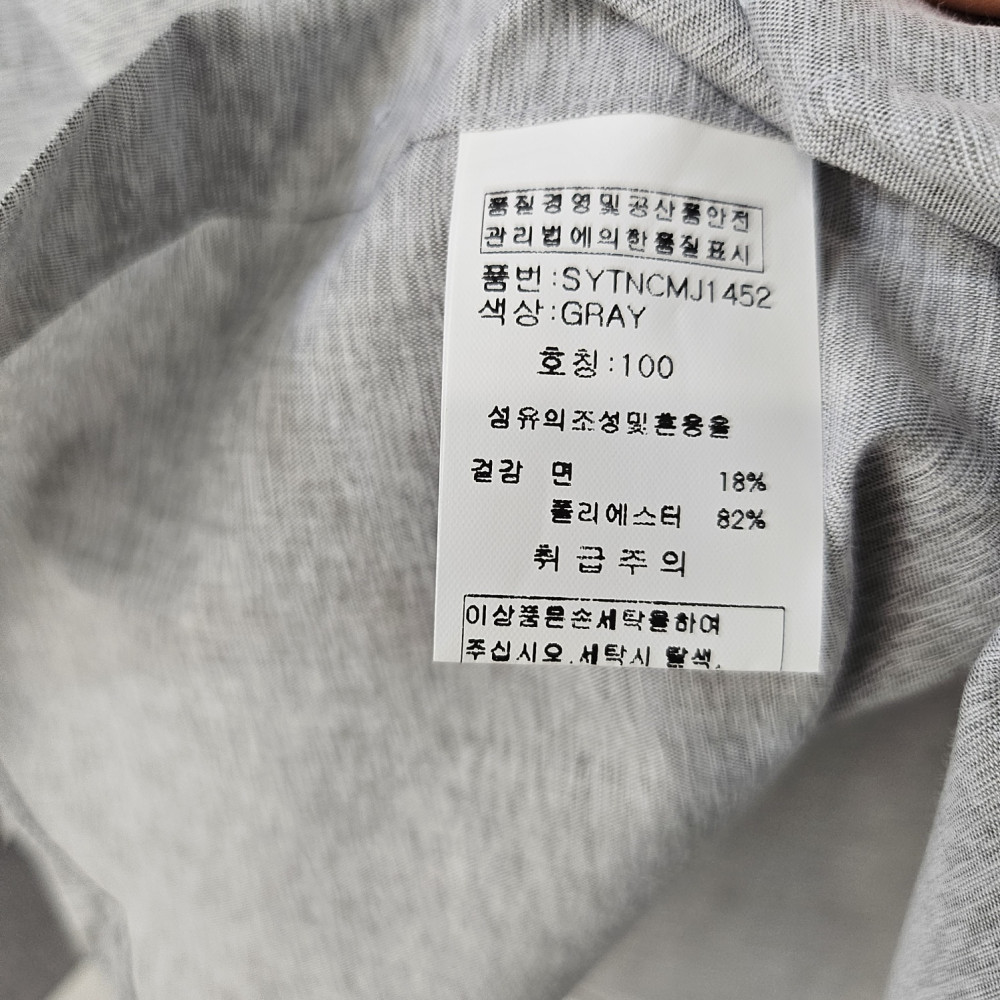 품질경영및공산품안전
관리법에의한품질표시
품번:SYTNCMJ1452
색상:GRAY
호칭:100
섬유의조성및혼용율
겉감 면 18%
폴리에스터 82%
취급주의
이상품은손세탁을하여
주십시오.세탁시 탈색,